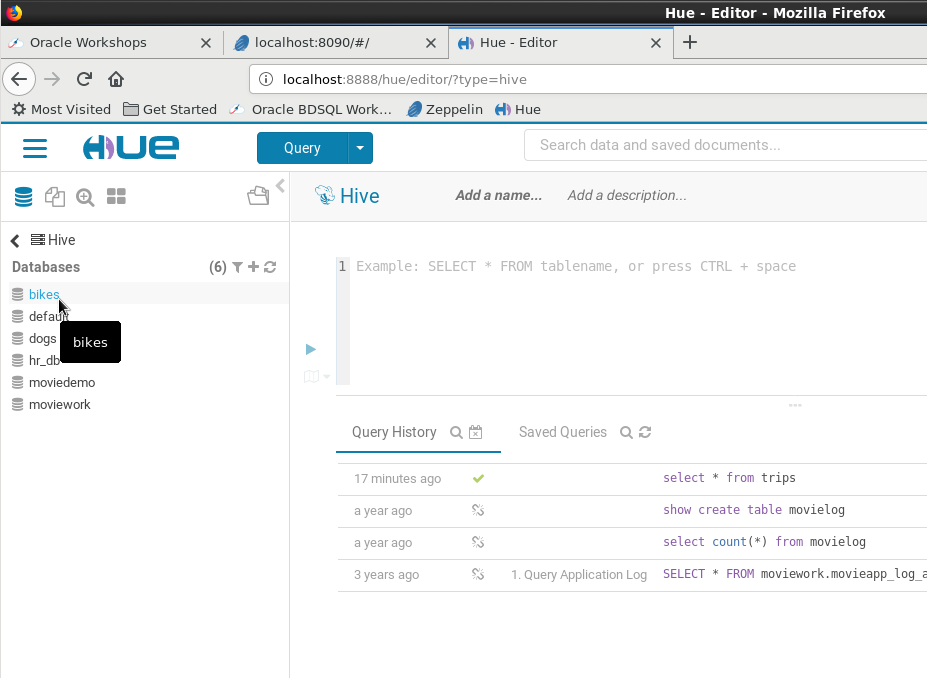 Hue - Editor - Mozilla Firefox
Oracle Workshops
localhost:8090/#/
Hue - Editor
localhost:8888/hue/editor/?type=hive
Most Visited Get Started Oracle BDSQL Work… Zeppelin Hue
HUE Query Search data and saved documents...
Hive Add a name... Add a description...
Hive
Databases (6)
bikes
default
dogs
hr_db
moviedemo
moviework
bikes
1 Example: SELECT * FROM tablename, or press CTRL + space
Query History Saved Queries
17 minutes ago select * from trips
a year ago show create table movielog
a year ago select count(*) from movielog
3 years ago 1. Query Application Log SELECT * FROM moviework.movieapp_log_a